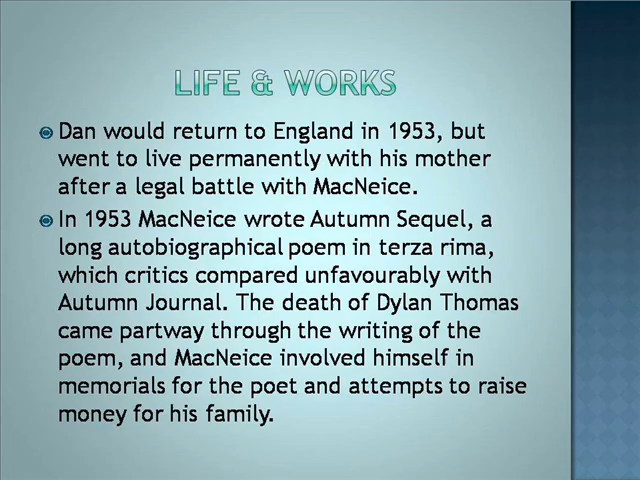 LIFE & WORKS
Dan would return to England in 1953, but
went to live permanently with his mother
after a legal battle with MacNeice.
In 1953 MacNeice wrote Autumn Sequel, a
long autobiographical poem in terza rima,
which critics compared unfavourably with
Autumn Journal. The death of Dylan Thomas
came partway through the writing of the
poem, and MacNeice involved himself in
memorials for the poet and attempts to raise
money for his family.